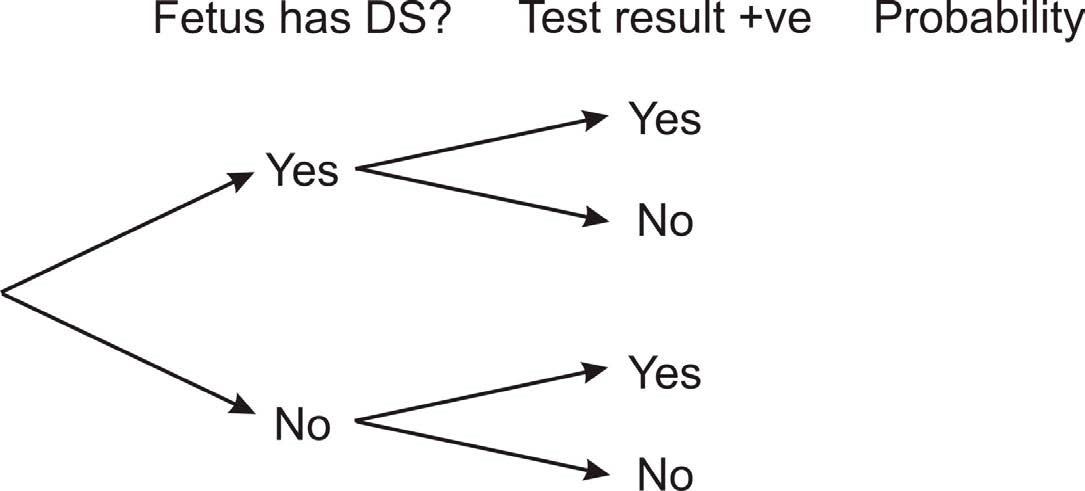 Fetus has DS? Test result +ve Probability
Yes
Yes
No
No
Yes
No